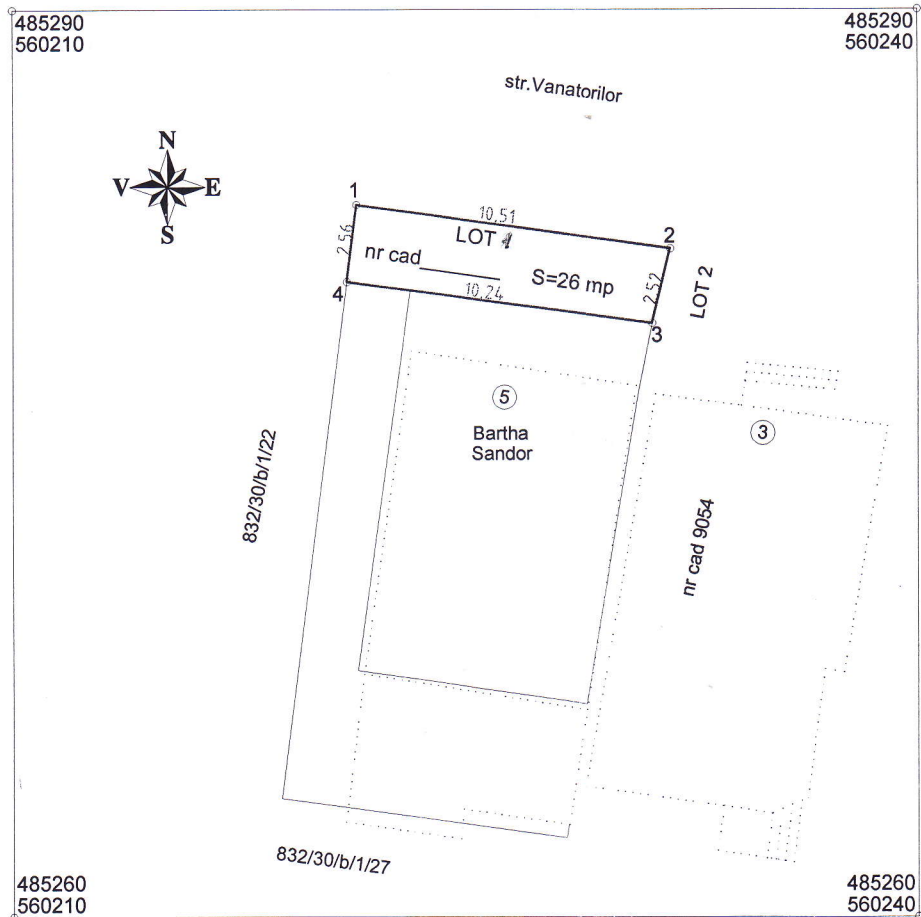 485290
560210
485290
560240
str.Vanatorilor
N
V E
S
1
10.51
2
2.56
LOT
nr cad
S=26 mp
2.52
LOT 2
4
10.24
3
5
Bartha
Sandor
3
832/30/b/1/22
nr cad 9054
832/30/b/1/27
485260
560210
485260
560240